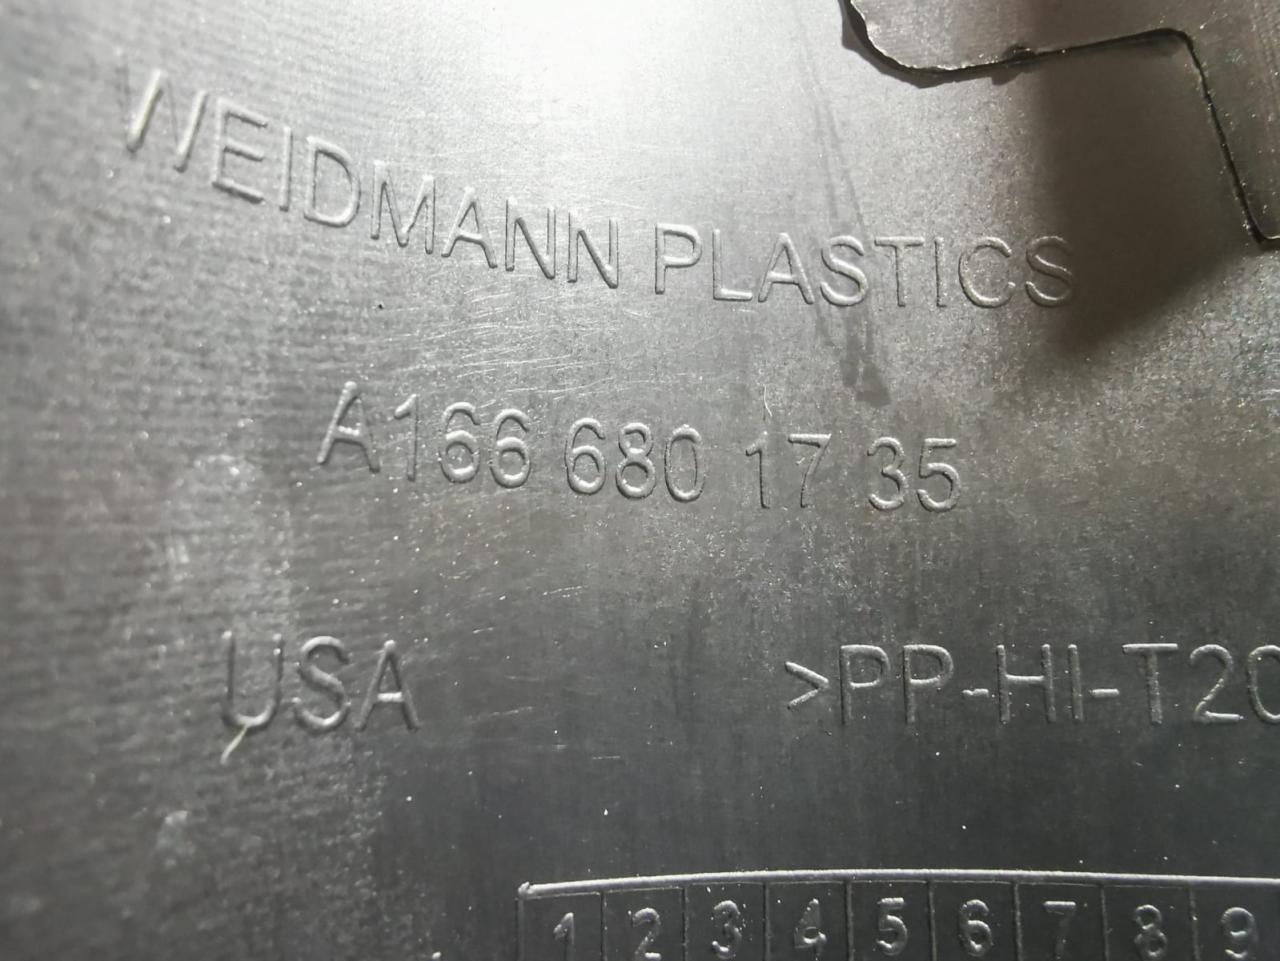 WEIDMANN PLASTICS
A166 680 17 35
USA >PP-HI-T20
1 2 3 4 5 6 7 8 9